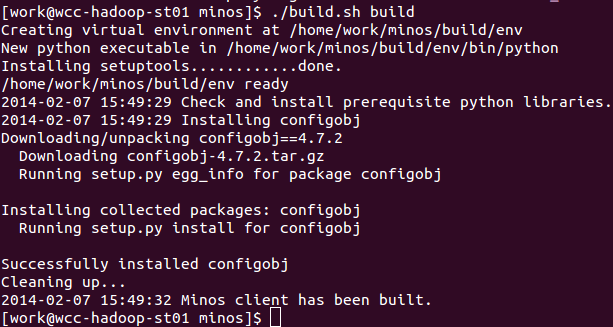 [work@wcc-hadoop-st01 minos]$ ./build.sh build
Creating virtual environment at /home/work/minos/build/env
New python executable in /home/work/minos/build/env/bin/python
Installing setuptools............done.
/home/work/minos/build/env ready
2014-02-07 15:49:29 Check and install prerequisite python libraries.
2014-02-07 15:49:29 Installing configobj
Downloading/unpacking configobj==4.7.2
  Downloading configobj-4.7.2.tar.gz
  Running setup.py egg_info for package configobj

Installing collected packages: configobj
  Running setup.py install for configobj

Successfully installed configobj
Cleaning up...
2014-02-07 15:49:32 Minos client has been built.
[work@wcc-hadoop-st01 minos]$